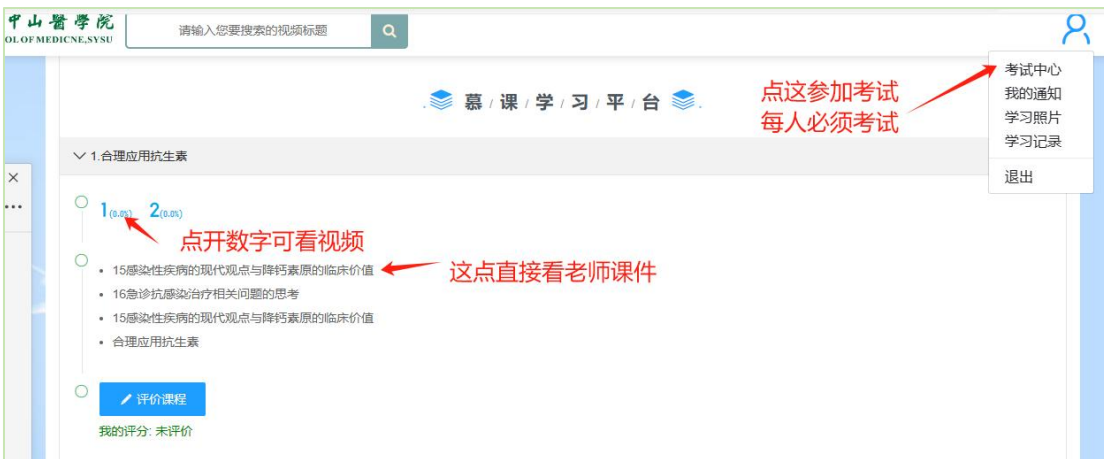 中山醫學院
OL OF MEDICNE,SYSU
请输入您要搜索的视频标题
慕/课/学/习/平/台
点这参加考试
每人必须考试
考试中心
我的通知
学习照片
学习记录
退出
1.合理应用抗生素
1(0.0%) 2(0.0%)
点开数字可看视频
15感染性疾病的现代观点与降钙素原的临床价值
这点直接看老师课件
16急诊抗感染治疗相关问题的思考
15感染性疾病的现代观点与降钙素原的临床价值
合理应用抗生素
评价课程
我的评分: 未评价